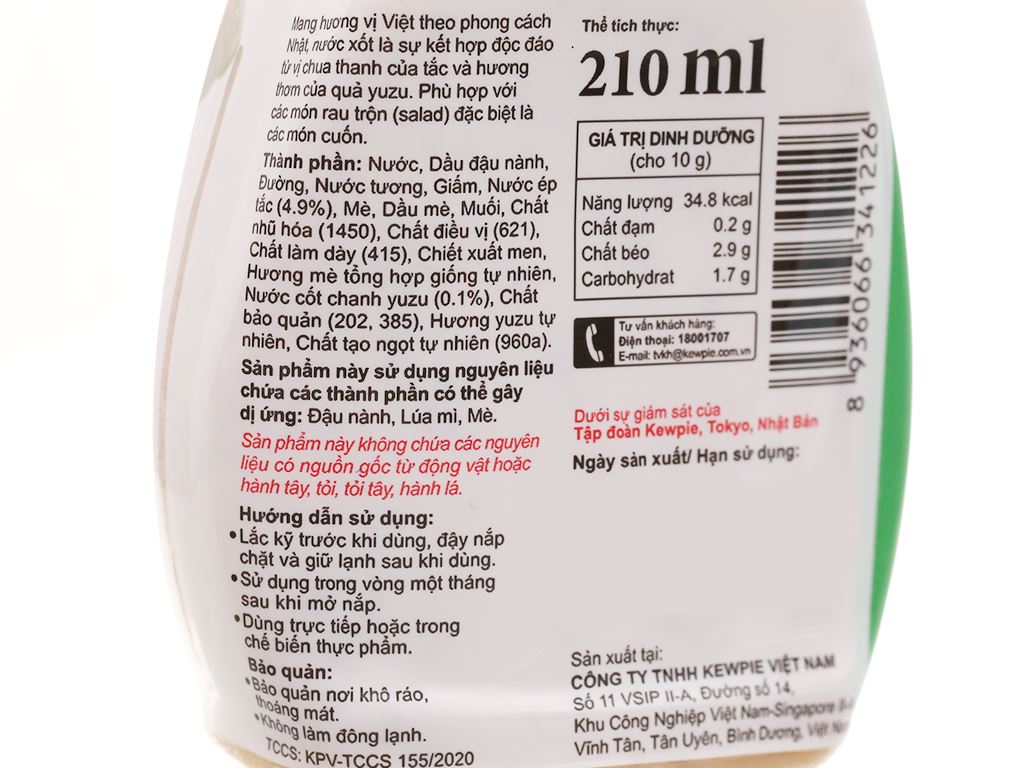 Mang hương vị Việt theo phong cách
Nhật, nước xốt là sự kết hợp độc đáo
từ vị chua thanh của tắc và hương
thơm của quả yuzu. Phù hợp với
các món rau trộn (salad) đặc biệt là
các món cuốn.
Thành phần: Nước, Dầu đậu nành,
Đường, Nước tương, Giấm, Nước ép
tắc (4.9%), Mè, Dầu mè, Muối, Chất
nhũ hóa (1450), Chất điều vị (621),
Chất làm dày (415), Chiết xuất men,
Hương mè tổng hợp giống tự nhiên,
Nước cốt chanh yuzu (0.1%), Chất
bảo quản (202, 385), Hương yuzu tự
nhiên, Chất tạo ngọt tự nhiên (960a).
Sản phẩm này sử dụng nguyên liệu
chứa các thành phần có thể gây
dị ứng: Đậu nành, Lúa mì, Mè.
Sản phẩm này không chứa các nguyên
liệu có nguồn gốc từ động vật hoặc
hành tây, tỏi, tỏi tây, hành lá.
Hướng dẫn sử dụng:
•Lắc kỹ trước khi dùng, đậy nắp
chặt và giữ lạnh sau khi dùng.
•Sử dụng trong vòng một tháng
sau khi mở nắp.
•Dùng trực tiếp hoặc trong
chế biến thực phẩm.
Bảo quản:
•Bảo quản nơi khô ráo,
thoáng mát.
•Không làm đông lạnh.
TCCS: KPV-TCCS 155/2020
Thể tích thực:
210 ml
GIÁ TRỊ DINH DƯỠNG
(cho 10 g)
Năng lượng 34.8 kcal
Chất đạm 0.2 g
Chất béo 2.9 g
Carbohydrat 1.7 g
Tư vấn khách hàng:
Điện thoại: 18001707
E-mail: tvkh@kewpie.com.vn
8 936066 341226
Dưới sự giám sát của
Tập đoàn Kewpie, Tokyo, Nhật Bản
Ngày sản xuất/ Hạn sử dụng:
Sản xuất tại:
CÔNG TY TNHH KEWPIE VIỆT NAM
Số 11 VSIP II-A, Đường số 14,
Khu Công Nghiệp Việt Nam-Singapore
Vĩnh Tân, Tân Uyên, Bình Dương, Việt